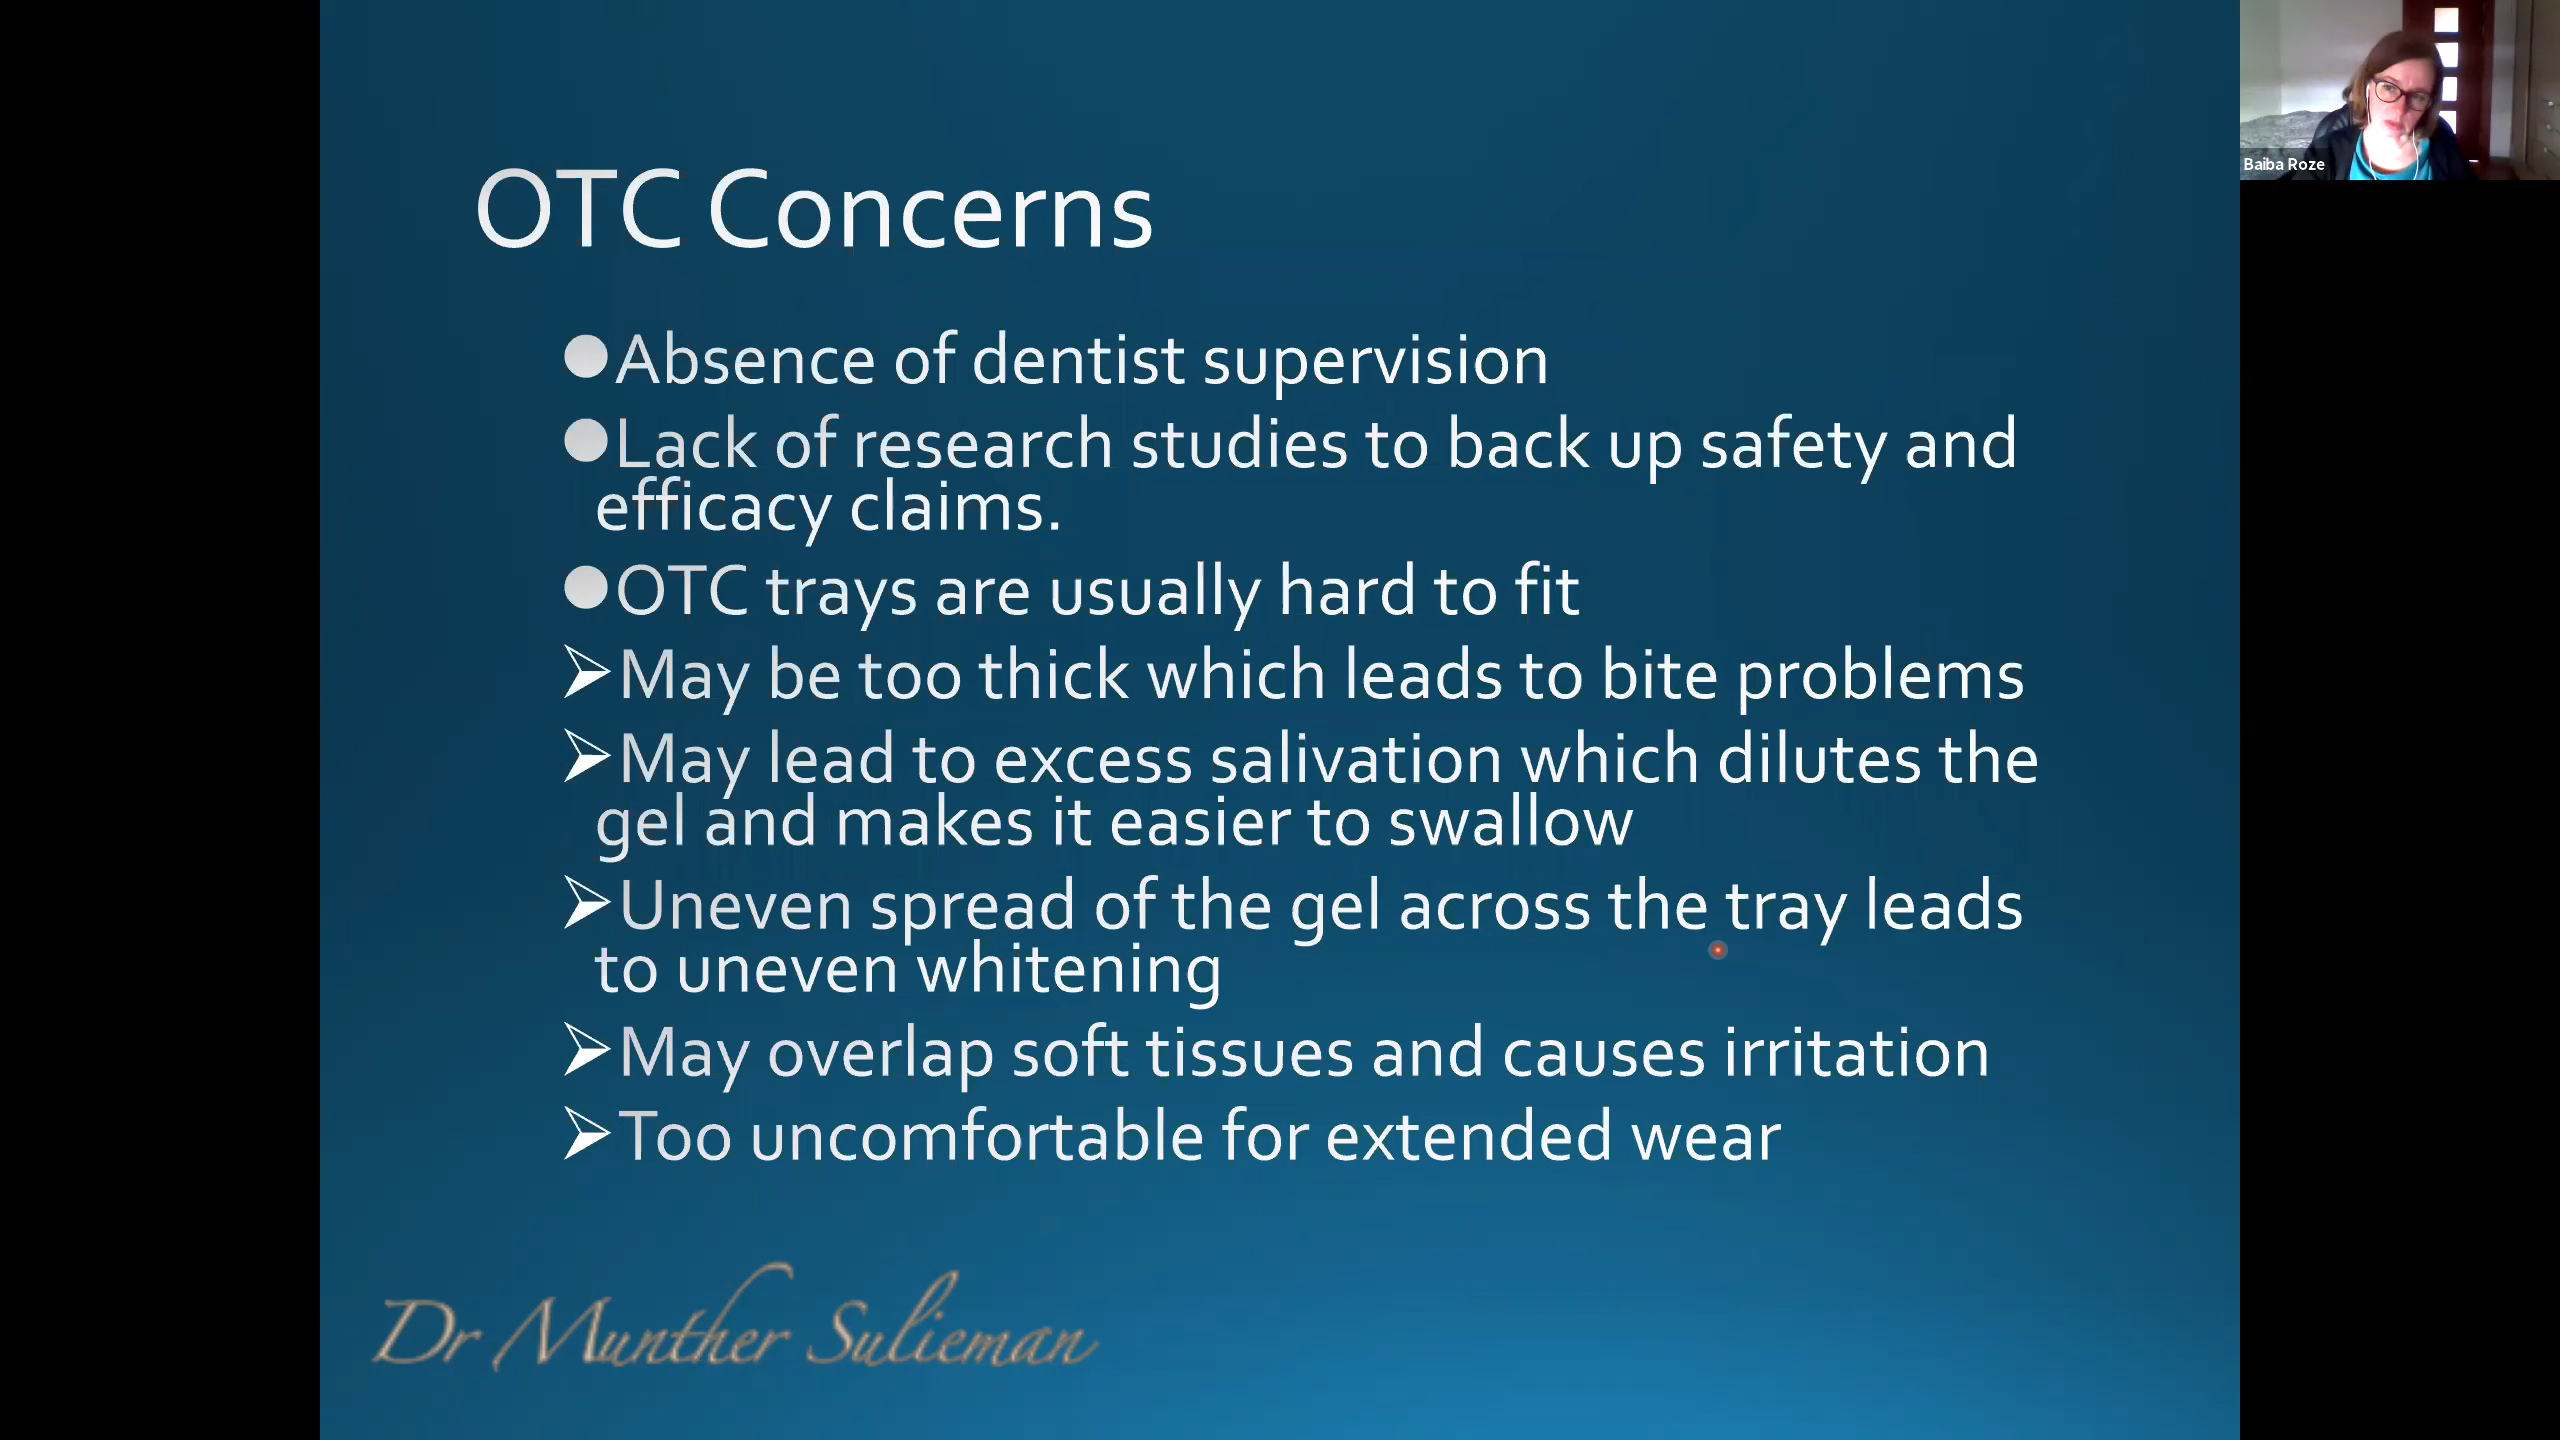 OTC Concerns
Absence of dentist supervision
Lack of research studies to back up safety and
efficacy claims.
OTC trays are usually hard to fit
May be too thick which leads to bite problems
May lead to excess salivation which dilutes the
gel and makes it easier to swallow
Uneven spread of the gel across the tray leads
to uneven whitening
May overlap soft tissues and causes irritation
Too uncomfortable for extended wear
Dr Munther Sulieman
Baiba Roze